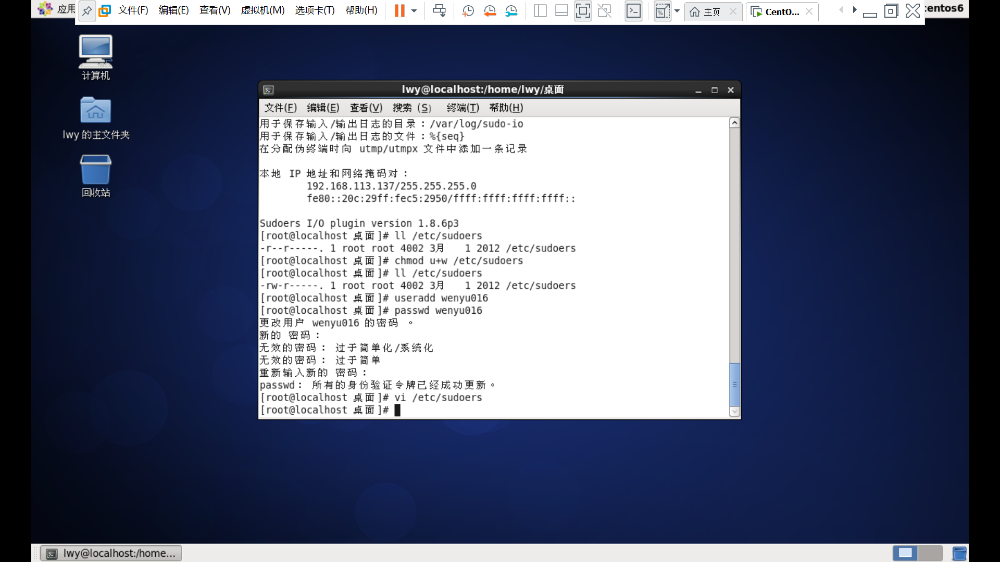 应用
文件(F) 编辑(E) 查看(V) 虚拟机(M) 选项卡(T) 帮助(H)
主页
CentO...
entos6
计算机
lwy 的主文件夹
回收站
lwy@localhost:/home/lwy/桌面
文件(F) 编辑(E) 查看(V) 搜索 (S) 终端(T) 帮助(H)
用于保存输入/输出日志的目录：/var/log/sudo-io
用于保存输入/输出日志的文件：%{seq}
在分配伪终端时向 utmp/utmpx 文件中添加一条记录
本地 IP 地址和网络掩码对：
192.168.113.137/255.255.255.0
fe80::20c:29ff:fec5:2950/ffff:ffff:ffff:ffff::
Sudoers I/O plugin version 1.8.6p3
[root@localhost 桌面]# ll /etc/sudoers
-r--r-----. 1 root root 4002 3月   1 2012 /etc/sudoers
[root@localhost 桌面]# chmod u+w /etc/sudoers
[root@localhost 桌面]# ll /etc/sudoers
-rw-r-----. 1 root root 4002 3月   1 2012 /etc/sudoers
[root@localhost 桌面]# useradd wenyu016
[root@localhost 桌面]# passwd wenyu016
更改用户 wenyu016 的密码 。
新的 密码：
无效的密码： 过于简单化/系统化
无效的密码： 过于简单
重新输入新的 密码：
passwd： 所有的身份验证令牌已经成功更新。
[root@localhost 桌面]# vi /etc/sudoers
[root@localhost 桌面]#
lwy@localhost:/home...